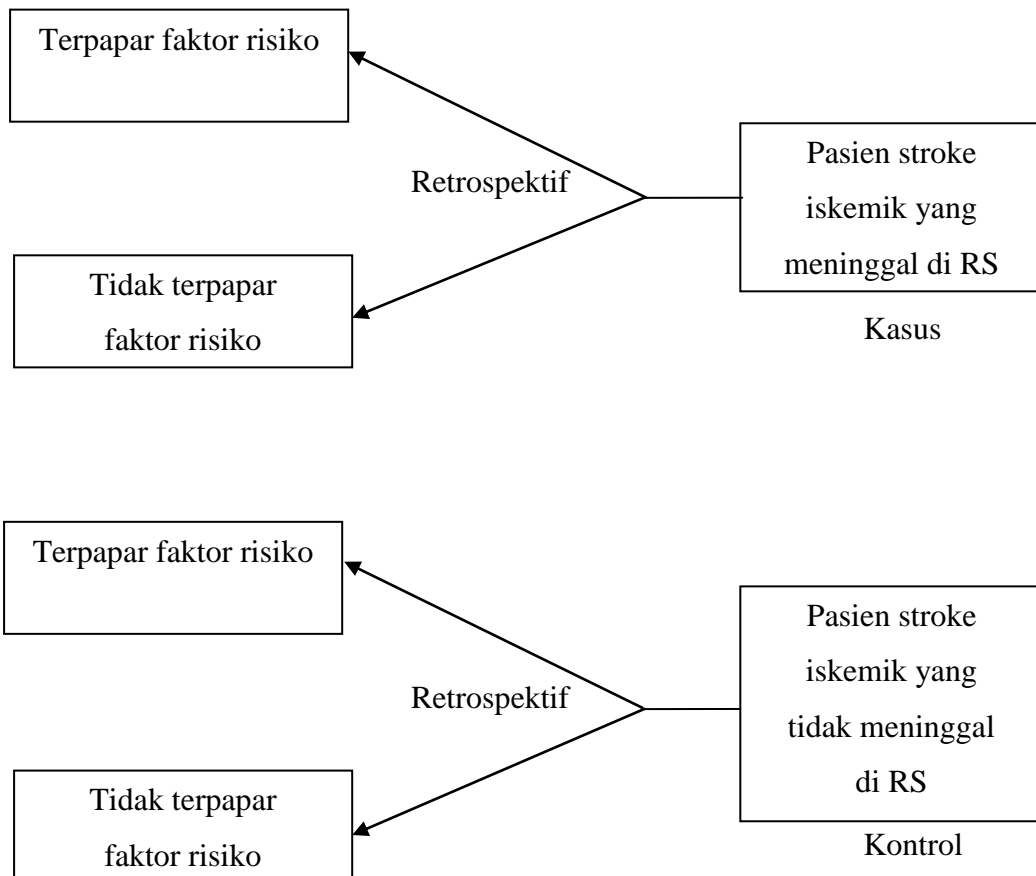 Terpapar faktor risiko
Retrospektif
Pasien stroke
iskemik yang
meninggal di RS
Tidak terpapar
faktor risiko
Kasus
Terpapar faktor risiko
Retrospektif
Pasien stroke
iskemik yang
tidak meninggal
di RS
Tidak terpapar
faktor risiko
Kontrol